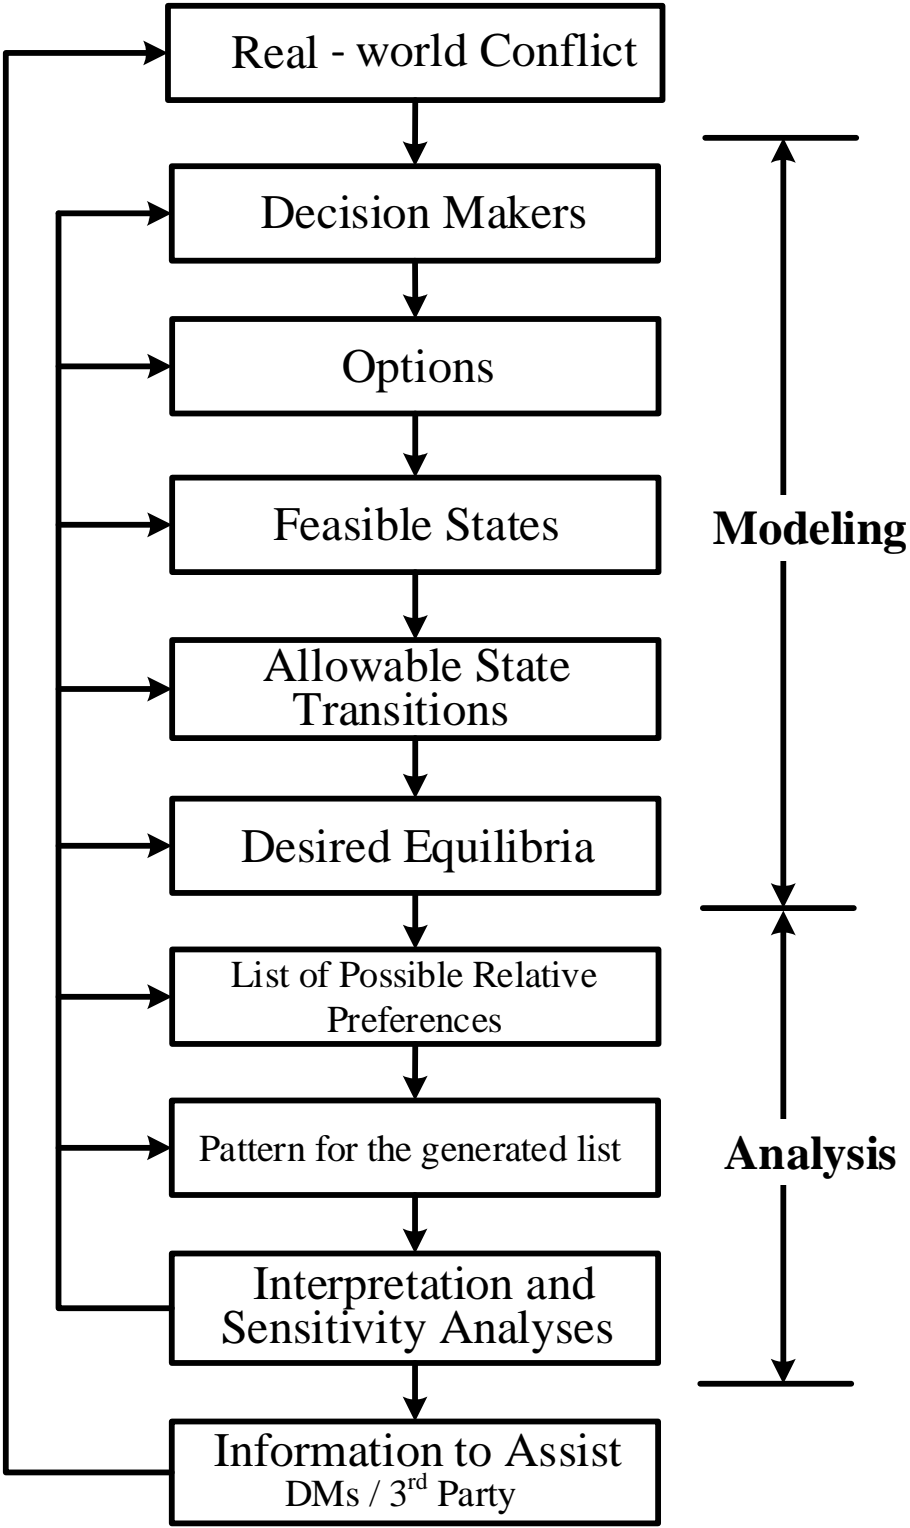 Real - world Conflict
Decision Makers
Options
Feasible States
Modeling
Allowable State
Transitions
Desired Equilibria
List of Possible Relative
Preferences
Pattern for the generated list
Analysis
Interpretation and
Sensitivity Analyses
Information to Assist
DMs / 3rd Party